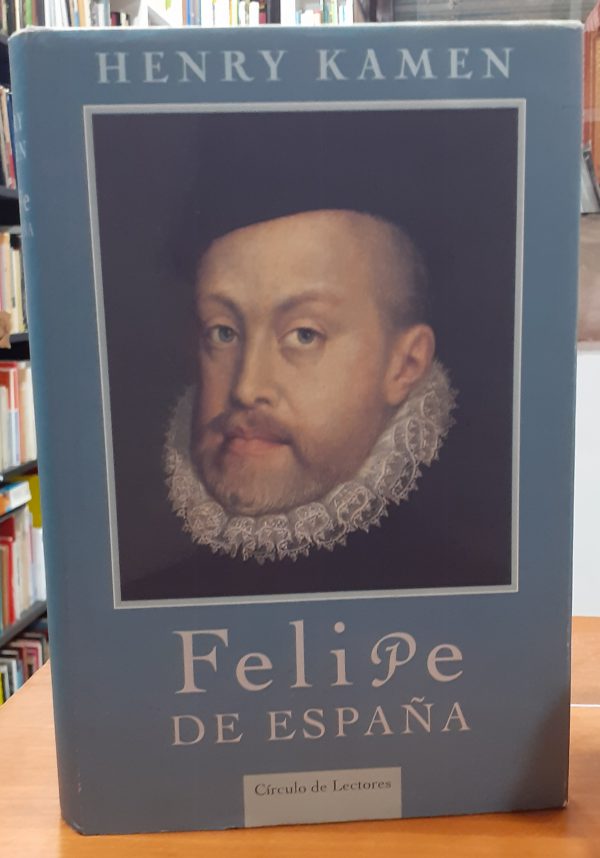 HENRY KAMEN
FeliPe
DE ESPAÑA
Círculo de Lectores